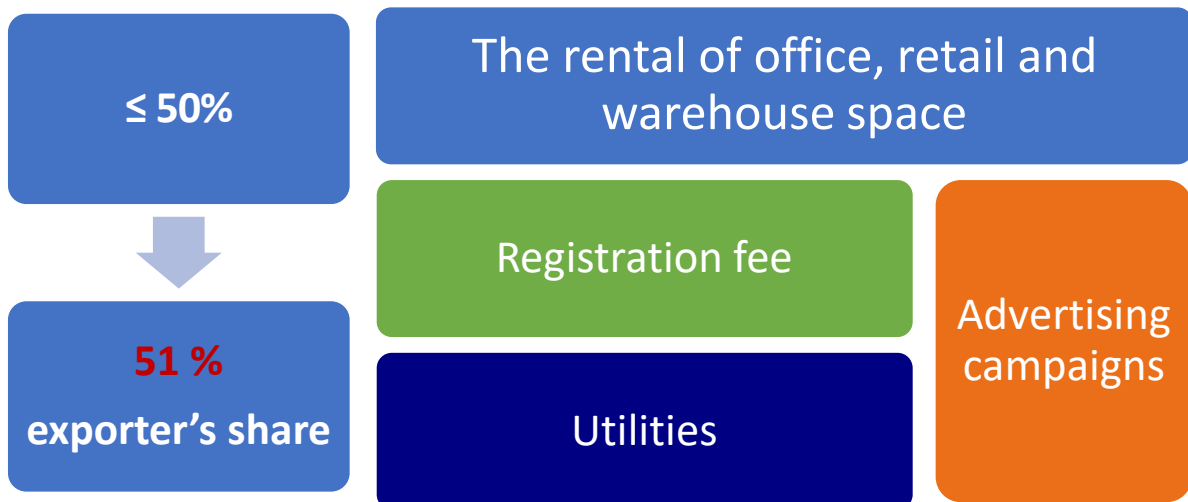 ≤ 50%
51 %
exporter’s share
The rental of office, retail and
warehouse space
Registration fee
Utilities
Advertising
campaigns